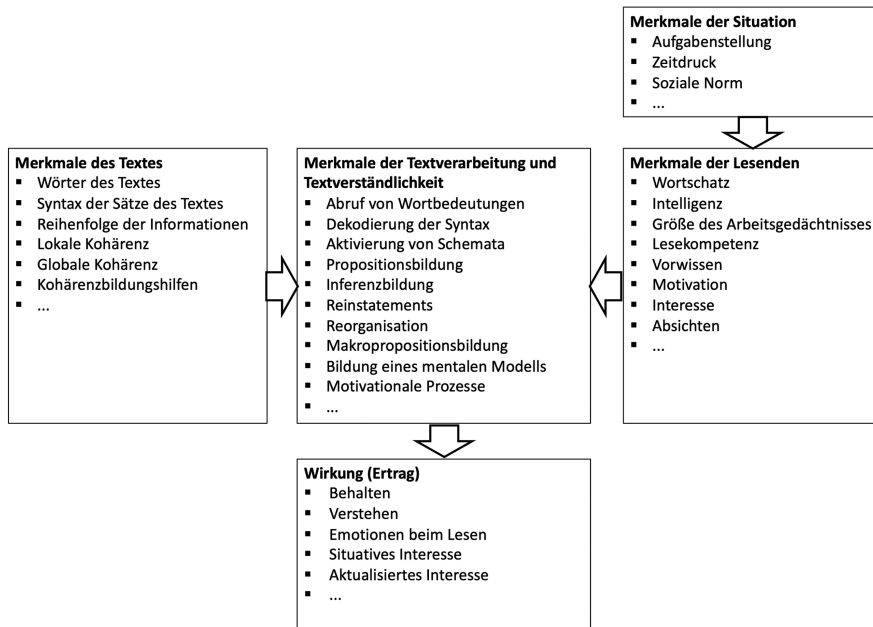 Merkmale der Situation
▪ Aufgabenstellung
▪ Zeitdruck
▪ Soziale Norm
▪ ...
Merkmale des Textes
▪ Wörter des Textes
▪ Syntax der Sätze des Textes
▪ Reihenfolge der Informationen
▪ Lokale Kohärenz
▪ Globale Kohärenz
▪ Kohärenzbildungshilfen
▪ ...
Merkmale der Textverarbeitung und
Textverständlichkeit
▪ Abruf von Wortbedeutungen
▪ Dekodierung der Syntax
▪ Aktivierung von Schemata
▪ Propositionsbildung
▪ Inferenzbildung
▪ Reinstatements
▪ Reorganisation
▪ Makropropositionsbildung
▪ Bildung eines mentalen Modells
▪ Motivationale Prozesse
▪ ...
Merkmale der Lesenden
▪ Wortschatz
▪ Intelligenz
▪ Größe des Arbeitsgedächtnisses
▪ Lesekompetenz
▪ Vorwissen
▪ Motivation
▪ Interesse
▪ Absichten
▪ ...
Wirkung (Ertrag)
▪ Behalten
▪ Verstehen
▪ Emotionen beim Lesen
▪ Situatives Interesse
▪ Aktualisiertes Interesse
▪ ...